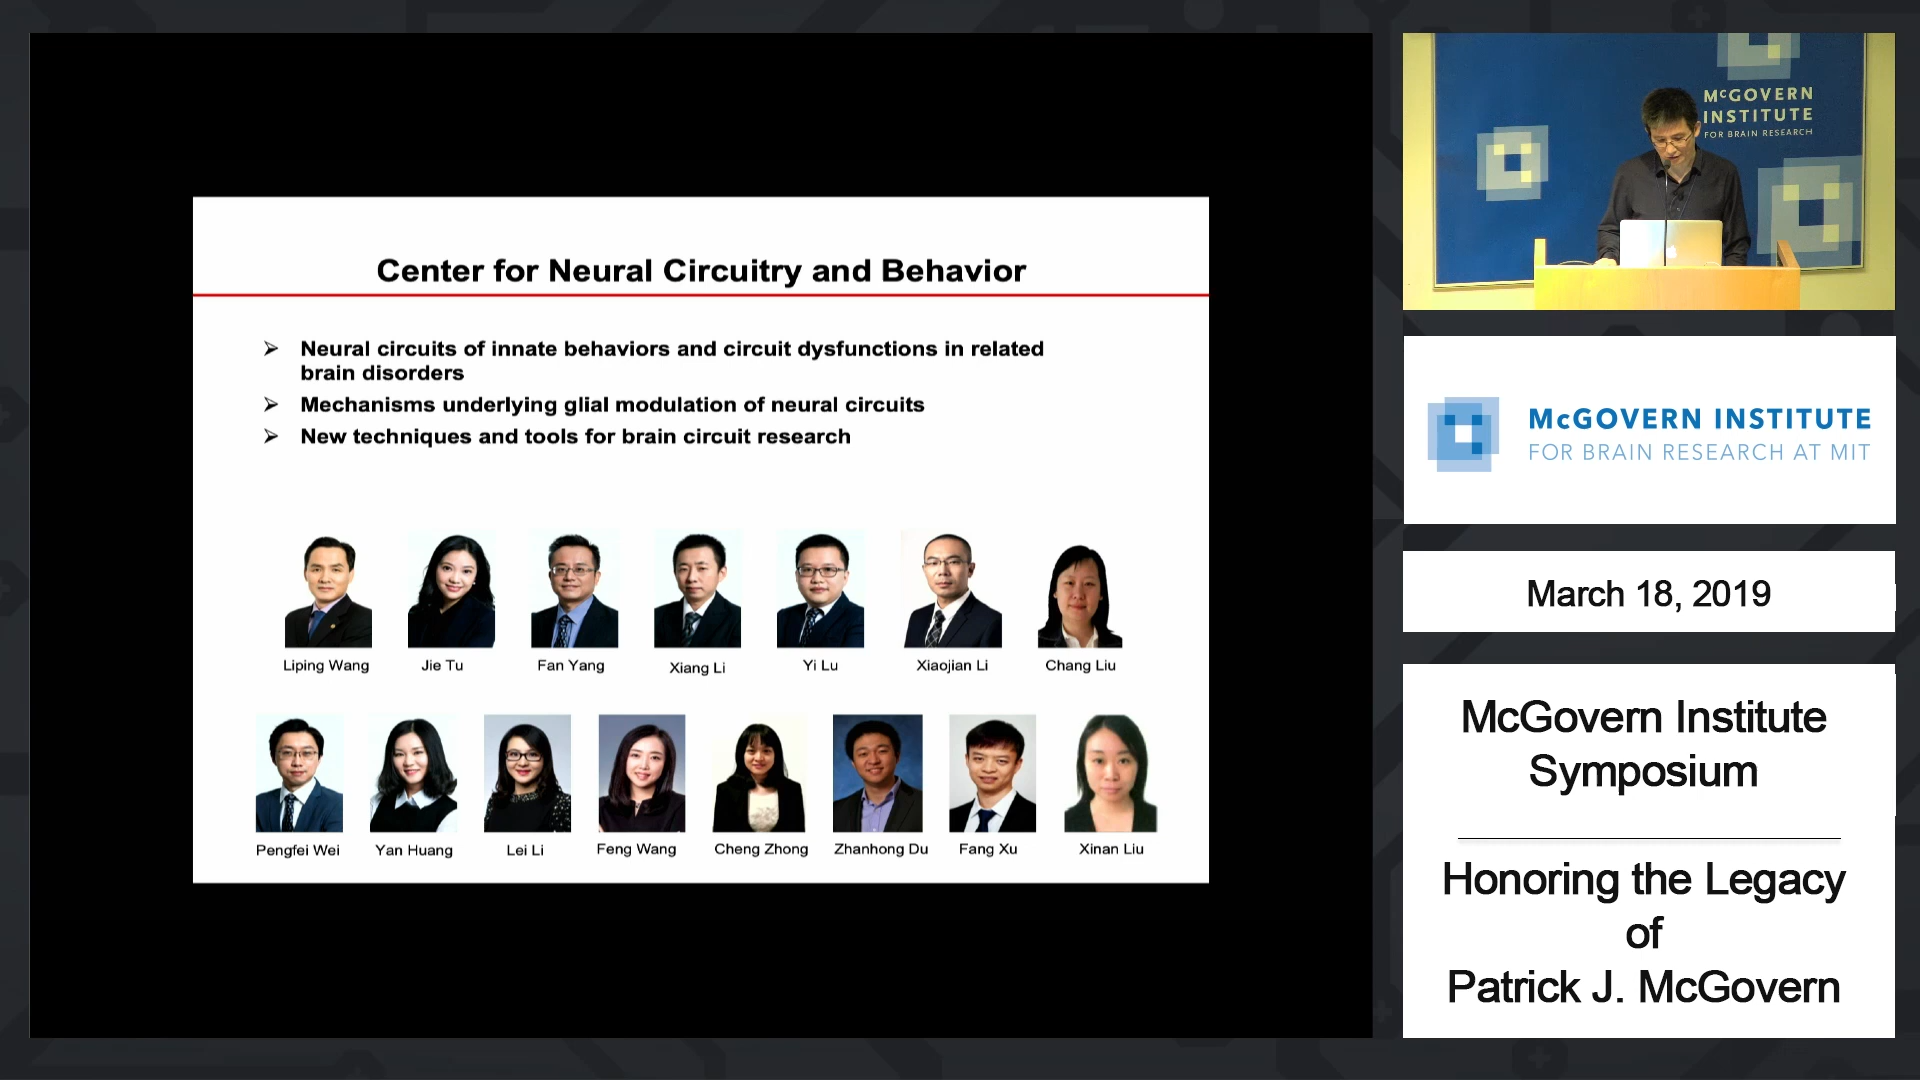 Center for Neural Circuitry and Behavior
Neural circuits of innate behaviors and circuit dysfunctions in related
brain disorders
Mechanisms underlying glial modulation of neural circuits
New techniques and tools for brain circuit research
Liping Wang
Jie Tu
Fan Yang
Xiang Li
Yi Lu
Xiaojian Li
Chang Liu
Pengfei Wei
Yan Huang
Lei Li
Feng Wang
Cheng Zhong
Zhanhong Du
Fang Xu
Xinan Liu
McGOVERN
INSTITUTE
FOR BRAIN RESEARCH
McGOVERN INSTITUTE
FOR BRAIN RESEARCH AT MIT
March 18, 2019
McGovern Institute
Symposium
Honoring the Legacy
of
Patrick J. McGovern